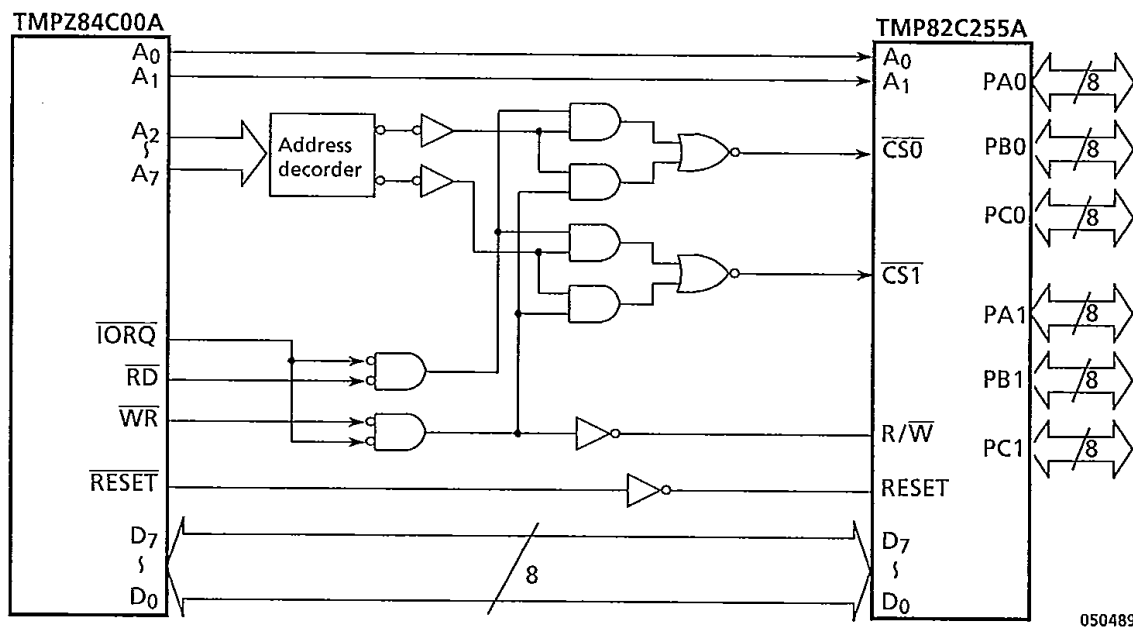 TMPZ84C00A
TMP82C255A
A0
A1
A2
A7
Address
decorder
IORQ
RD
WR
RESET
D7
D0
8
A0
A1
CS0
CS1
R/W
RESET
D7
D0
PA0
8
PB0
8
PC0
8
PA1
8
PB1
8
PC1
8
050489